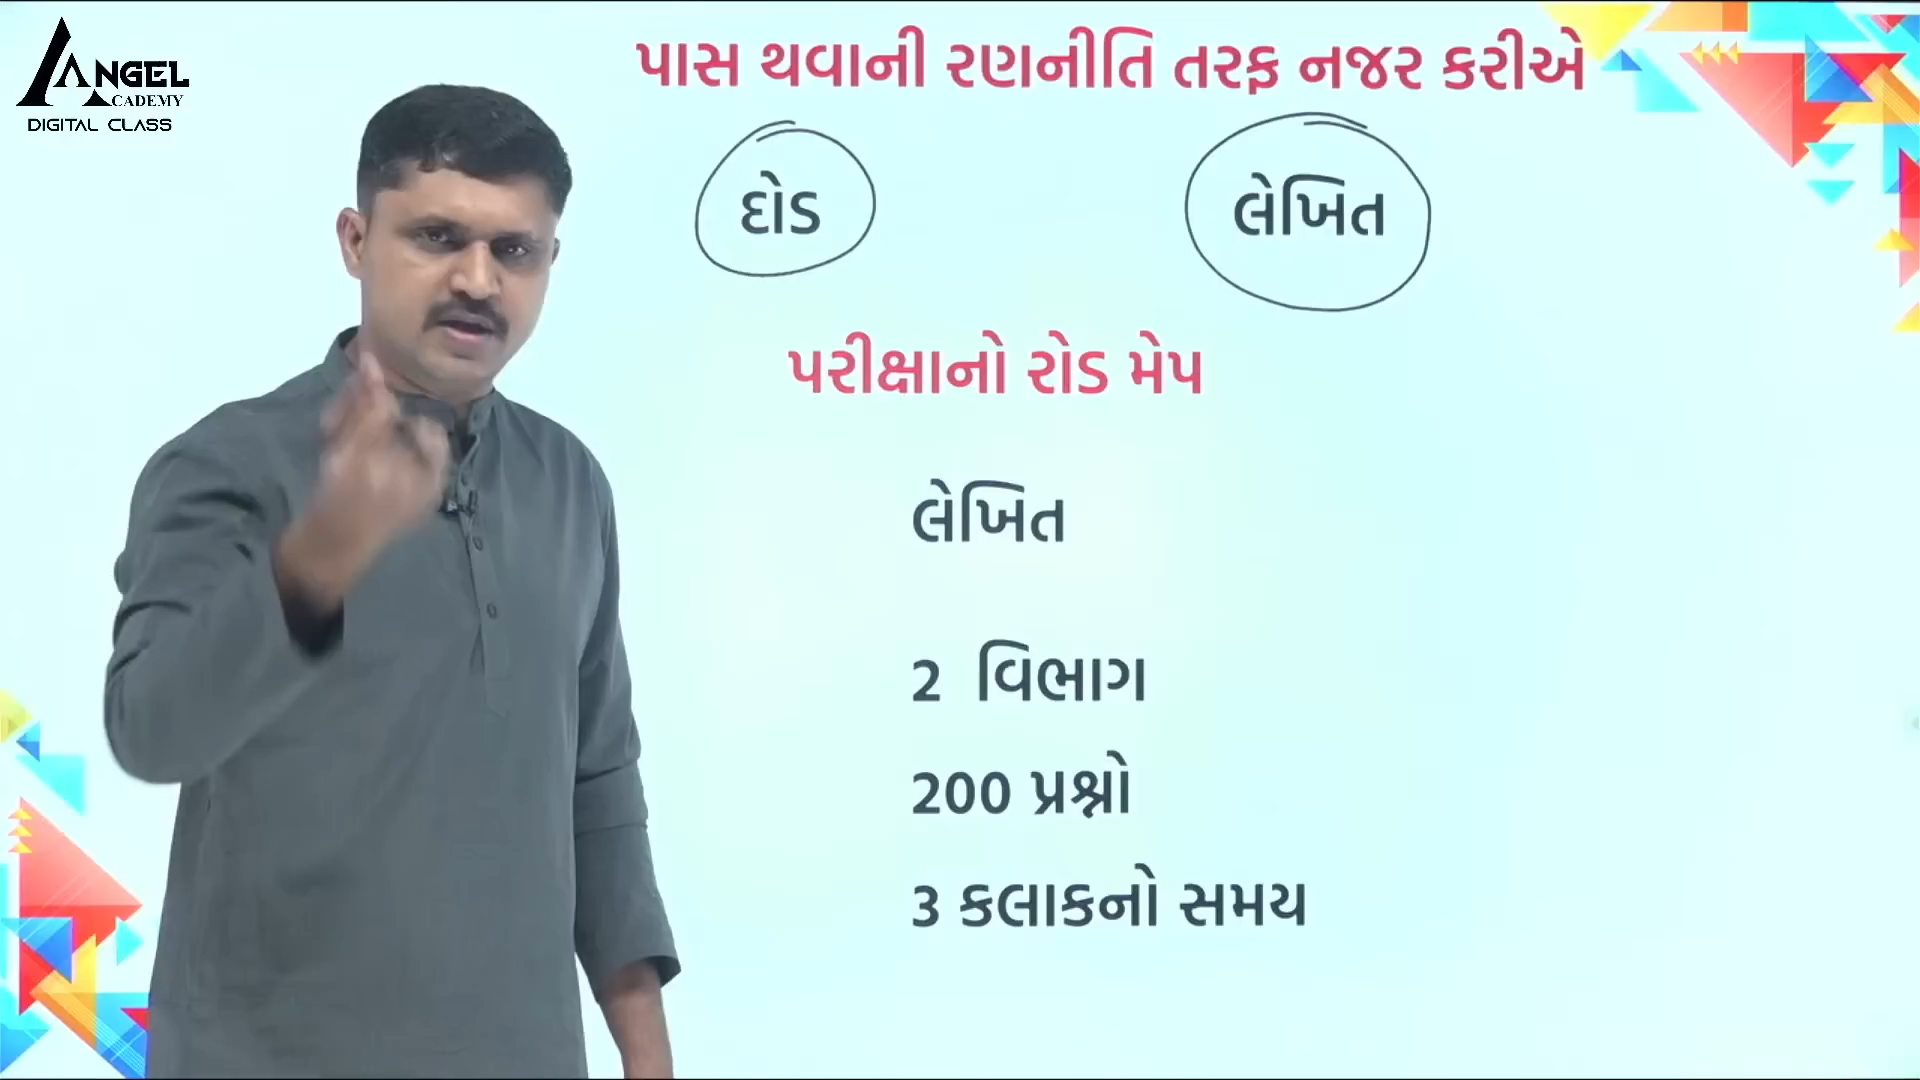 ANGEL
ACADEMY
DIGITAL CLASS
પાસ થવાની રણનીતિ તરફ નજર કરીએ
દોડ લેખિત
પરીક્ષાનો રોડ મેપ
લેખિત
2 વિભાગ
200 પ્રશ્નો
3 કલાકનો સમય